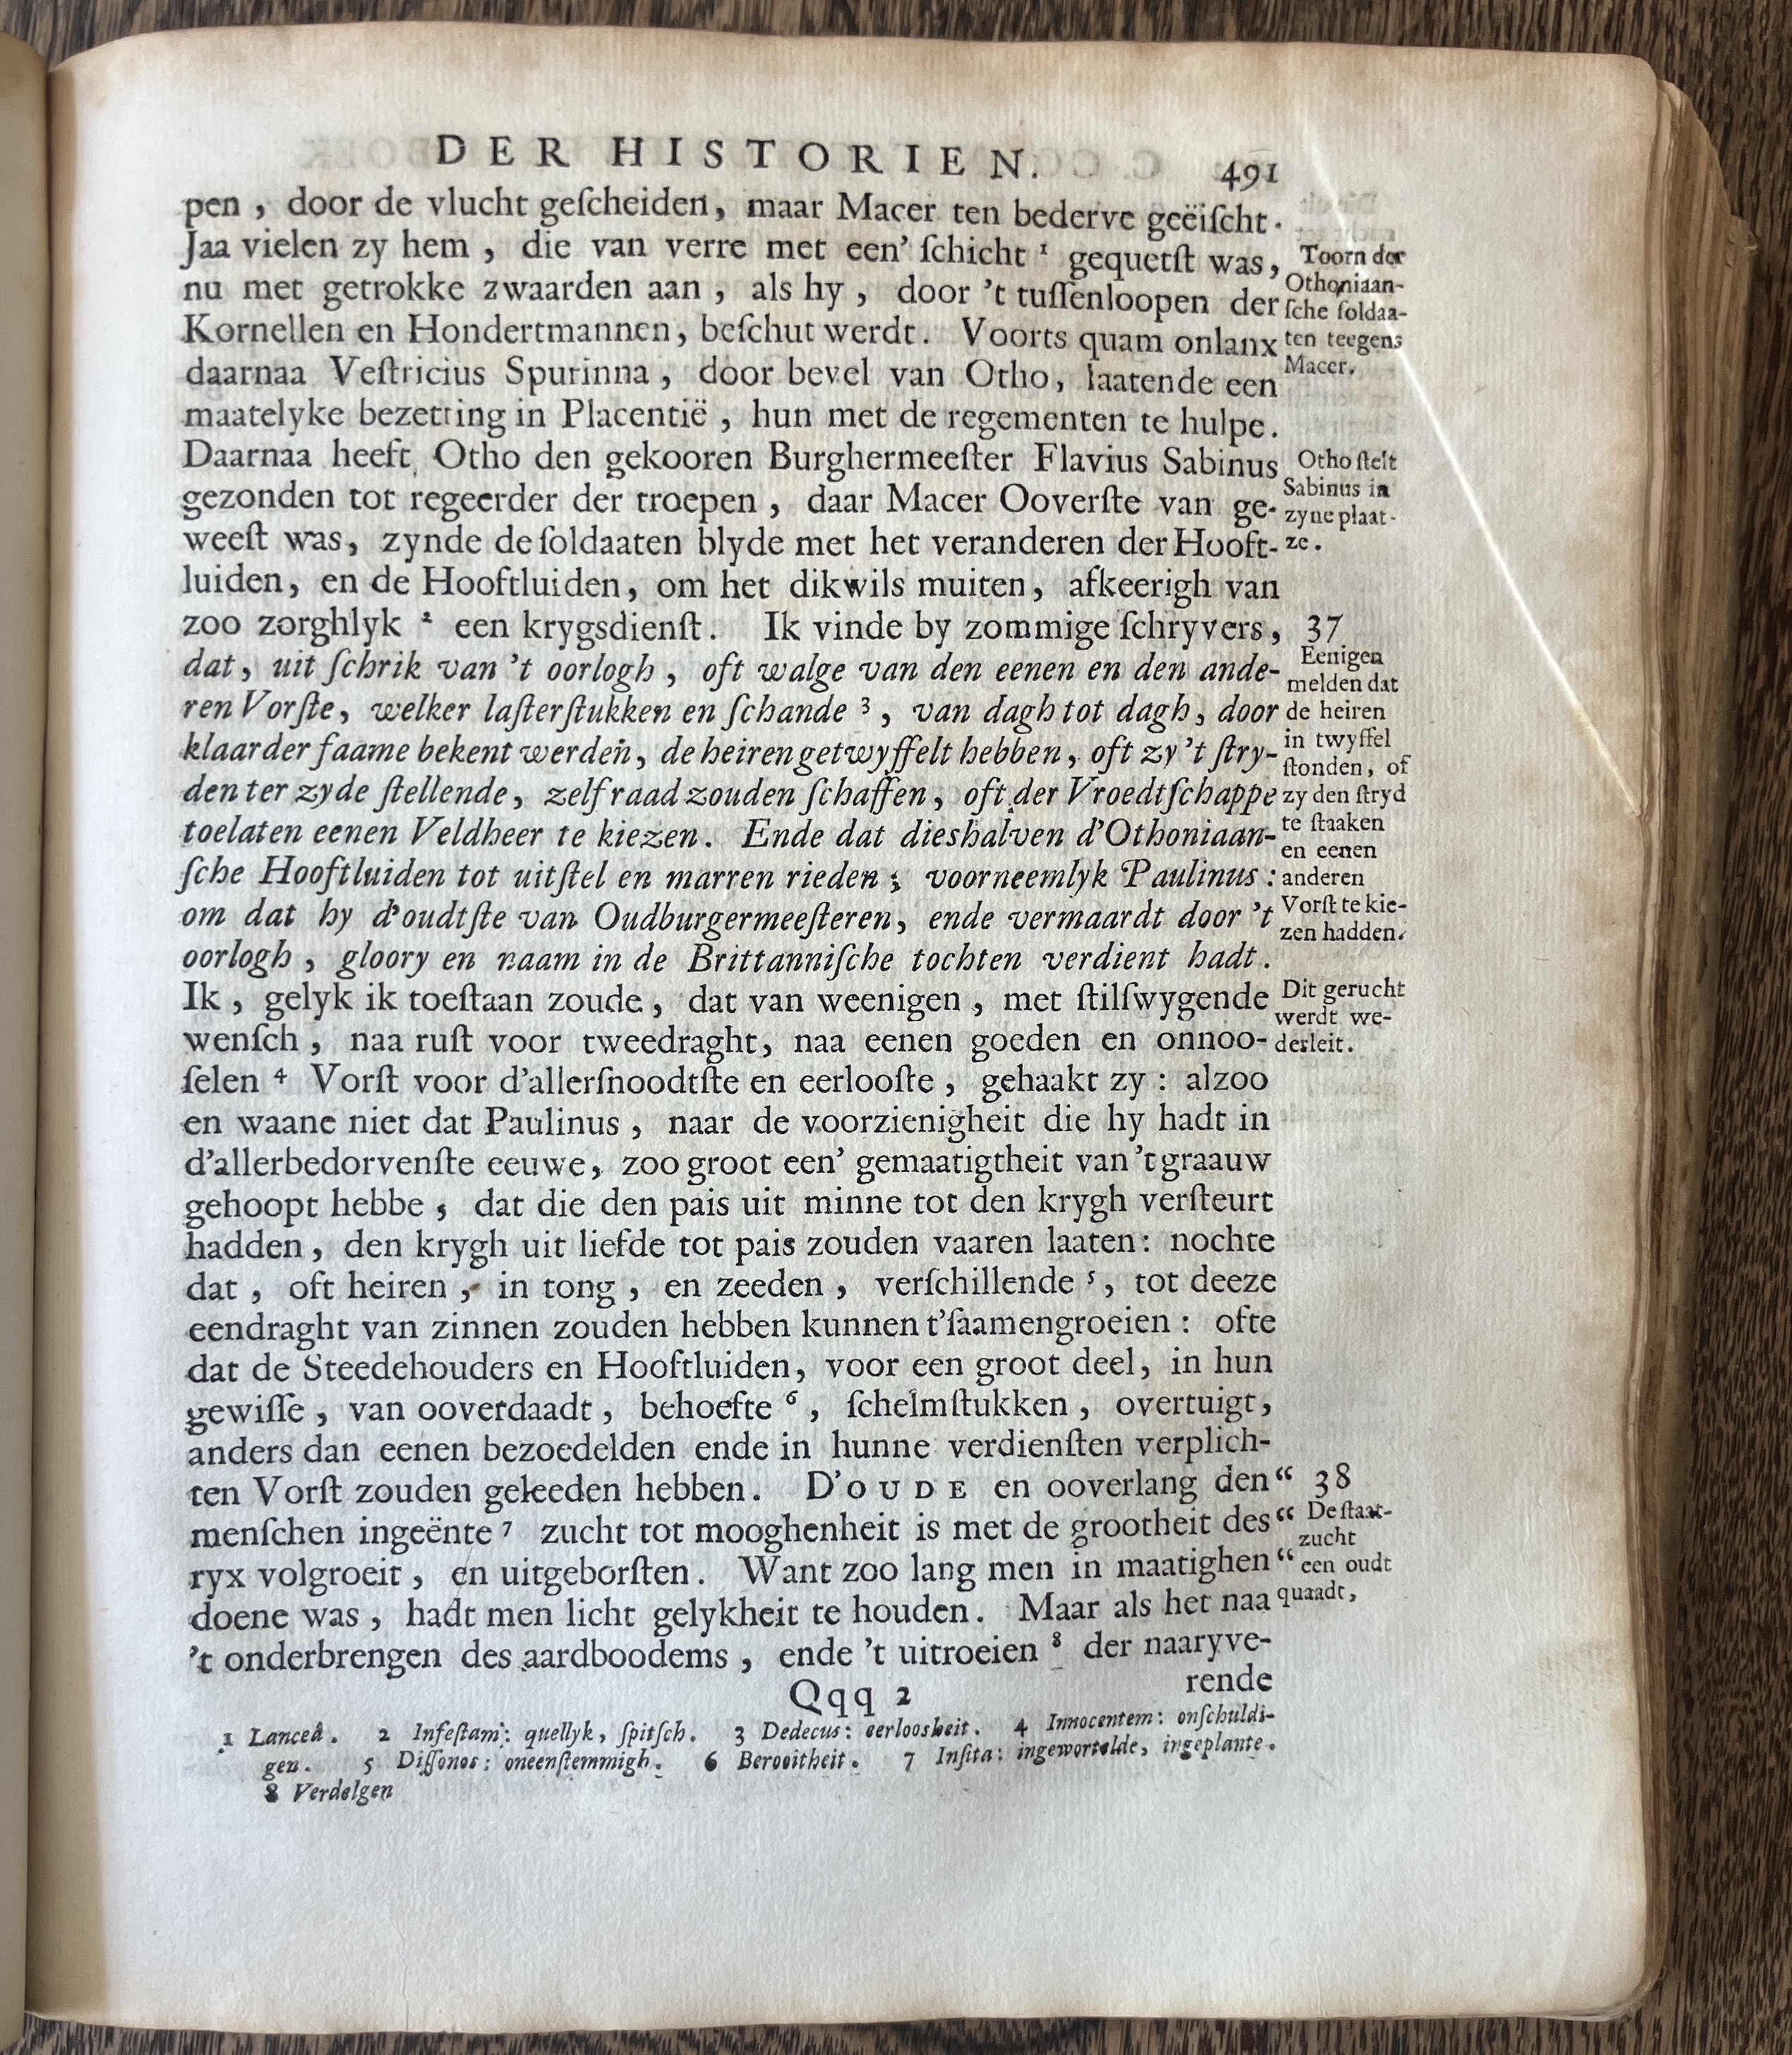 DER HISTORIEN. 491
pen, door de vlucht geſcheiden, maar Macer ten bederve geëiſcht.
Jaa vielen zy hem, die van verre met een' ſchicht ¹ gequetſt was,
nu met getrokke zwaarden aan, als hy, door 't tuſſenloopen der
Kornellen en Hondertmannen, beſchut werdt. Voorts quam onlanx
daarnaa Veſtricius Spurinna, door bevel van Otho, laatende een
maatelyke bezetting in Placentië, hun met de regementen te hulpe.
Daarnaa heeft Otho den gekooren Burghermeeſter Flavius Sabinus
gezonden tot regeerder der troepen, daar Macer Ooverſte van ge-
weeſt was, zynde de ſoldaaten blyde met het veranderen der Hooft-
luiden, en de Hooftluiden, om het dikwils muiten, afkeerigh van
zoo zorghlyk ² een krygsdienſt. Ik vinde by zommige ſchryvers,
dat, uit ſchrik van 't oorlogh, oft walge van den eenen en den ande-
ren Vorſte, welker laſterſtukken en ſchande ³, van dagh tot dagh, door
klaarder faame bekent werden, de heiren getwyffelt hebben, oft zy 't ſtry-
den ter zyde ſtellende, zelf raad zouden ſchaffen, oft der Vroedtſchappe
toelaten eenen Veldheer te kiezen. Ende dat dieshalven d'Othoniaan-
ſche Hooftluiden tot uitſtel en marren rieden; voorneemlyk Paulinus:
om dat hy d'oudtſte van Oudburgermeeſteren, ende vermaardt door 't
oorlogh, gloory en naam in de Brittanniſche tochten verdient hadt.
Ik, gelyk ik toeſtaan zoude, dat van weenigen, met ſtilſwygende
wenſch, naa ruſt voor tweedraght, naa eenen goeden en onnoo-
ſelen ⁴ Vorſt voor d'allerſnoodtſte en eerlooſte, gehaakt zy: alzoo
en waane niet dat Paulinus, naar de voorzienigheit die hy hadt in
d'allerbedorvenſte eeuwe, zoo groot een' gemaatigtheit van 't graauw
gehoopt hebbe, dat die den pais uit minne tot den krygh verſteurt
hadden, den krygh uit liefde tot pais zouden vaaren laaten: nochte
dat, oft heiren, in tong, en zeeden, verſchillende ⁵, tot deeze
eendraght van zinnen zouden hebben kunnen t'ſaamengroeien: ofte
dat de Steedehouders en Hooftluiden, voor een groot deel, in hun
gewiſſe, van ooverdaadt, behoefte ⁶, ſchelmſtukken, overtuigt,
anders dan eenen bezoedelden ende in hunne verdienſten verplich-
ten Vorſt zouden geleeden hebben. D'OUDE en ooverlang den “
menſchen ingeënte ⁷ zucht tot mooghenheit is met de grootheit des “
ryx volgroeit, en uitgeborſten. Want zoo lang men in maatighen “
doene was, hadt men licht gelykheit te houden. Maar als het naa
't onderbrengen des aardboodems, ende 't uitroeien ⁸ der naaryve-
rende
Qqq 2
Toorn der
Othoniaan-
ſche ſoldaa-
ten teegens
Macer.
Otho ſtelt
Sabinus in
zyne plaat-
ze.
37
Eenigen
melden dat
de heiren
in twyffel
ſtonden, of
zy den ſtryd
te ſtaaken
en eenen
anderen
Vorſt te kie-
zen hadden.
Dit gerucht
werdt we-
derleit.
38
De ſtaat-
zucht
een oudt
quaadt,
1 Lanceâ. 2 Infeſtam: quellyk, ſpitſch. 3 Dedecus: eerloosheit. 4 Innocentem: onſchuldi-
gen. 5 Diſſonos: oneenſtemmigh. 6 Berooitheit. 7 Inſita: ingewortelde, ingeplante.
8 Verdelgen